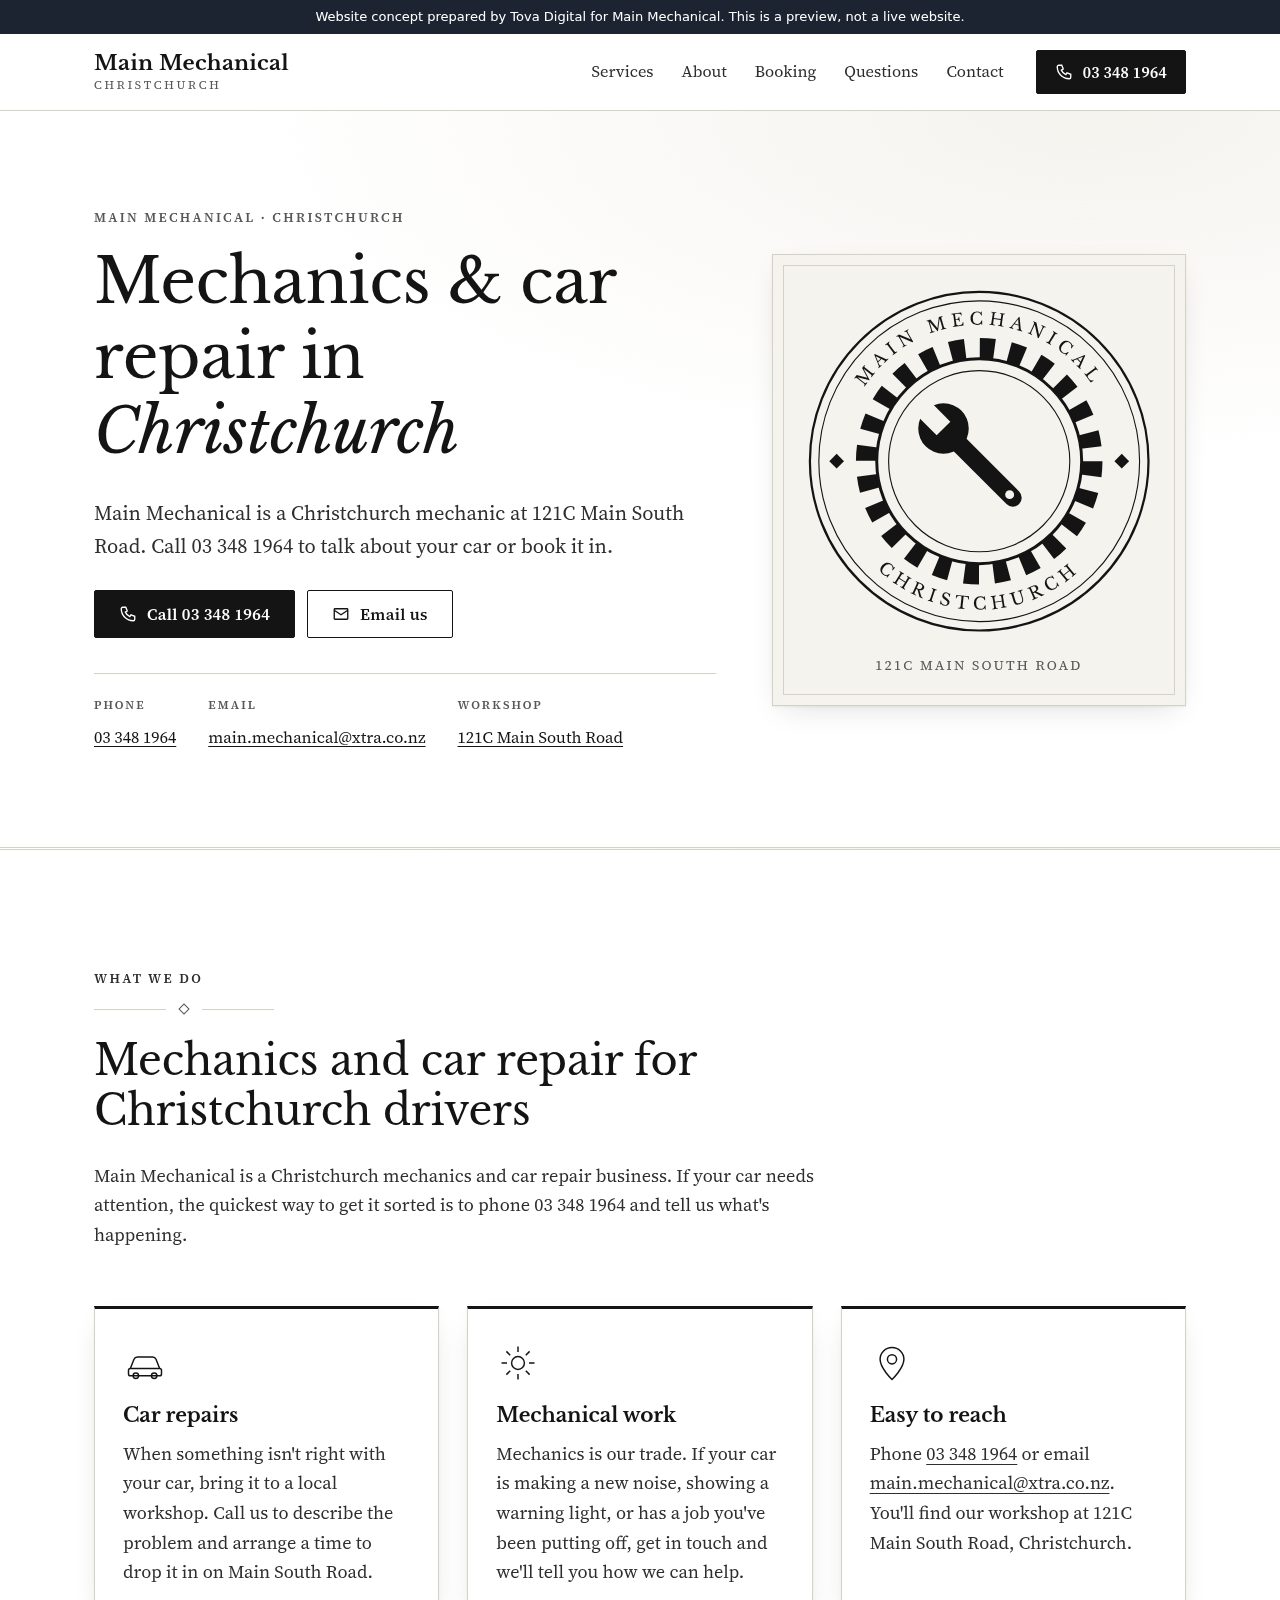 Website concept prepared by Tova Digital for Main Mechanical. This is a preview, not a live website.
Main Mechanical
CHRISTCHURCH
Services
About
Booking
Questions
Contact
03 348 1964
MAIN MECHANICAL · CHRISTCHURCH
Mechanics & car
repair in
Christchurch
Main Mechanical is a Christchurch mechanic at 121C Main South
Road. Call 03 348 1964 to talk about your car or book it in.
Call 03 348 1964
Email us
PHONE
03 348 1964
EMAIL
main.mechanical@xtra.co.nz
WORKSHOP
121C Main South Road
MAIN MECHANICAL
CHRISTCHURCH
121C MAIN SOUTH ROAD
WHAT WE DO
Mechanics and car repair for
Christchurch drivers
Main Mechanical is a Christchurch mechanics and car repair business. If your car needs
attention, the quickest way to get it sorted is to phone 03 348 1964 and tell us what's
happening.
Car repairs
When something isn't right with
your car, bring it to a local
workshop. Call us to describe the
problem and arrange a time to
drop it in on Main South Road.
Mechanical work
Mechanics is our trade. If your car
is making a new noise, showing a
warning light, or has a job you've
been putting off, get in touch and
we'll tell you how we can help.
Easy to reach
Phone 03 348 1964 or email
main.mechanical@xtra.co.nz.
You'll find our workshop at 121C
Main South Road, Christchurch.